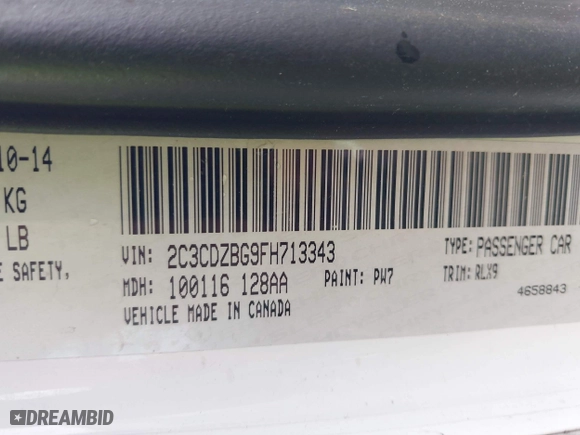 10-14
KG
LB
E SAFETY,
VIN: 2C3CDZBG9FH713343
TYPE: PASSENGER CAR
MDH: 100116 128AA
PAINT: PW7
TRIM: RLX9
VEHICLE MADE IN CANADA
4658843
DREAMBID